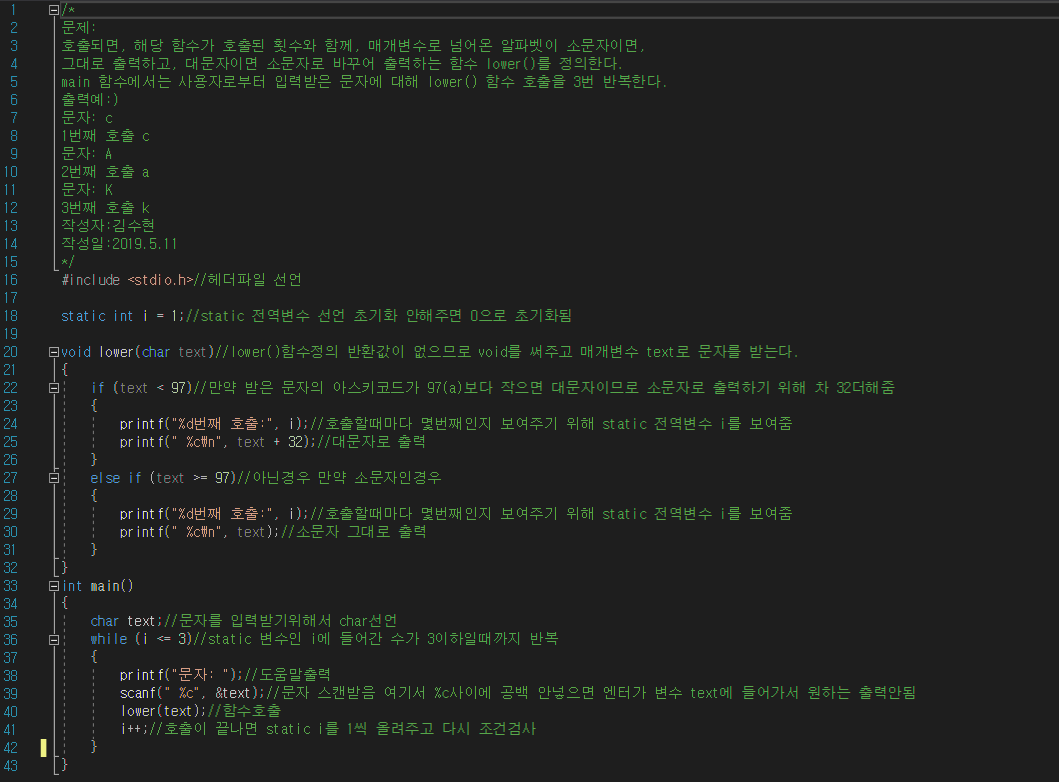 1 /*
2 문제:
3 호출되면, 해당 함수가 호출된 횟수와 함께, 매개변수로 넘어온 알파벳이 소문자이면,
4 그대로 출력하고, 대문자이면 소문자로 바꾸어 출력하는 함수 lower()를 정의한다.
5 main 함수에서는 사용자로부터 입력받은 문자에 대해 lower() 함수 호출을 3번 반복한다.
6 출력예:)
7 문자: c
8 1번째 호출 c
9 문자: A
10 2번째 호출 a
11 문자: K
12 3번째 호출 k
13 작성자:김수현
14 작성일:2019.5.11
15 */
16 #include <stdio.h>//헤더파일 선언
17
18 static int i = 1;//static 전역변수 선언 초기화 안해주면 0으로 초기화됨
19
20 void lower(char text)//lower()함수정의 반환값이 없으므로 void를 써주고 매개변수 text로 문자를 받는다.
21 {
22 if (text < 97)//만약 받은 문자의 아스키코드가 97(a)보다 작으면 대문자이므로 소문자로 출력하기 위해 차 32더해줌
23 {
24 printf("%d번째 호출:", i);//호출할때마다 몇번째인지 보여주기 위해 static 전역변수 i를 보여줌
25 printf(" %c₩n", text + 32);//대문자로 출력
26 }
27 else if (text >= 97)//아닌경우 만약 소문자인경우
28 {
29 printf("%d번째 호출:", i);//호출할때마다 몇번째인지 보여주기 위해 static 전역변수 i를 보여줌
30 printf(" %c₩n", text);//소문자 그대로 출력
31 }
32 }
33 int main()
34 {
35 char text;//문자를 입력받기위해서 char선언
36 while (i <= 3)//static 변수인 i에 들어간 수가 3이하일때까지 반복
37 {
38 printf("문자: ");//도움말출력
39 scanf(" %c", &text);//문자 스캔받음 여기서 %c사이에 공백 안넣으면 엔터가 변수 text에 들어가서 원하는 출력안됨
40 lower(text);//함수호출
41 i++;//호출이 끝나면 static i를 1씩 올려주고 다시 조건검사
42 }
43 }